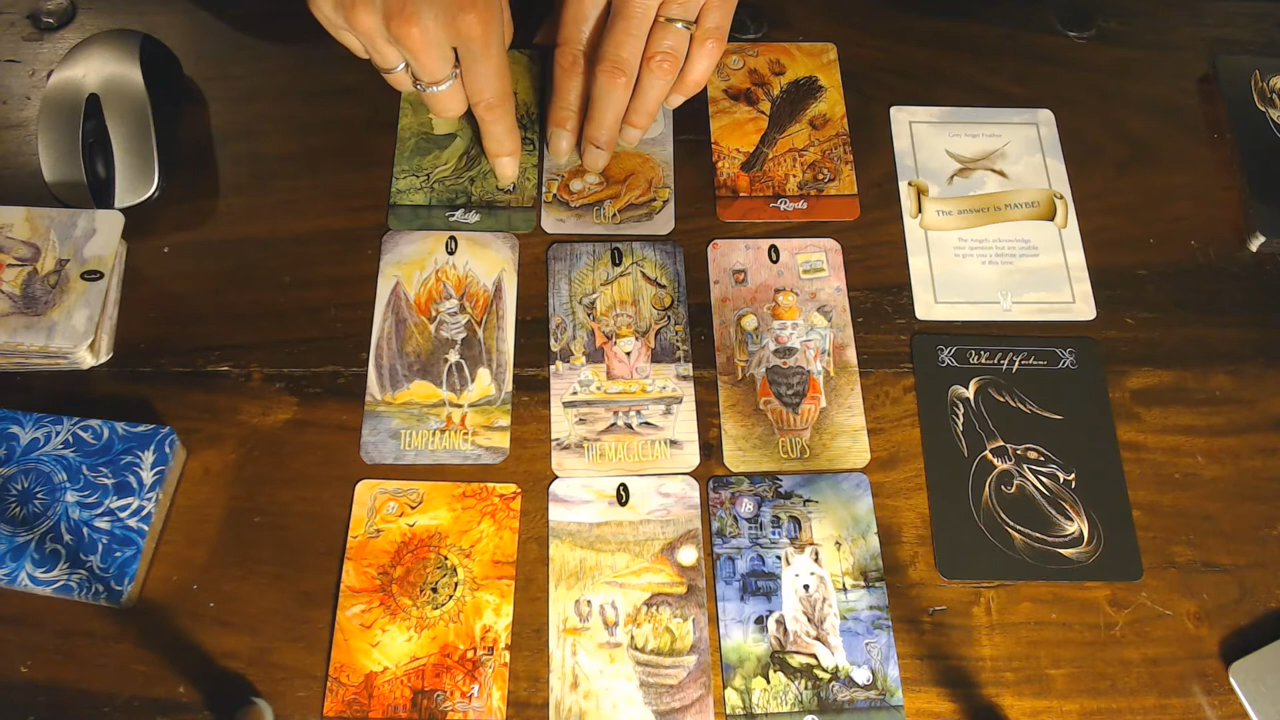 Lady
CUPS
Rods
Grey Angel Feather
The answer is MAYBE!
The Angels acknowledge
your question but are unable
to give you a definite answer
at this time.
14
TEMPERANCE
1
THE MAGICIAN
6
CUPS
Wheel of Fortune
31
5
18